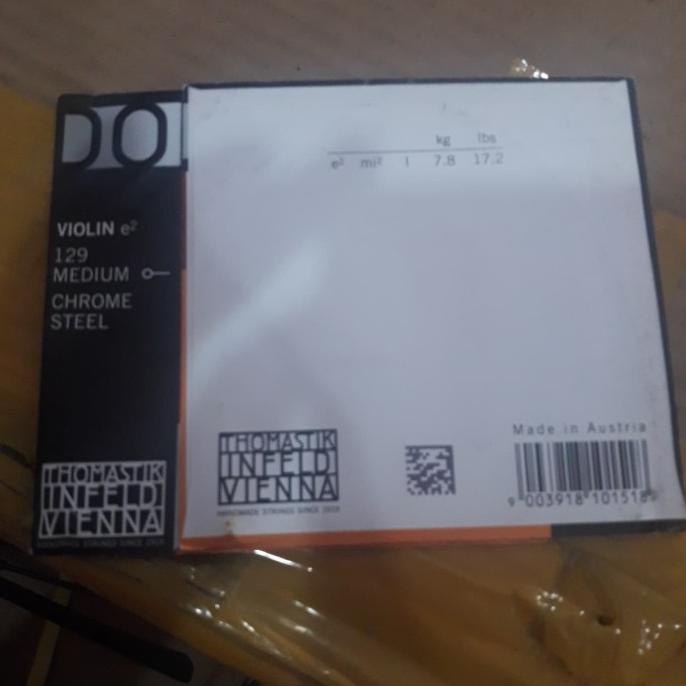 DO
VIOLIN e²
129
MEDIUM
CHROME
STEEL
THOMASTIK
INFELD
VIENNA
HANDMADE STRINGS SINCE 1919
kg lbs
e² mi² I 7.8 17.2
THOMASTIK
INFELD
VIENNA
HANDMADE STRINGS SINCE 1919
Made in Austria
9 003918 101518